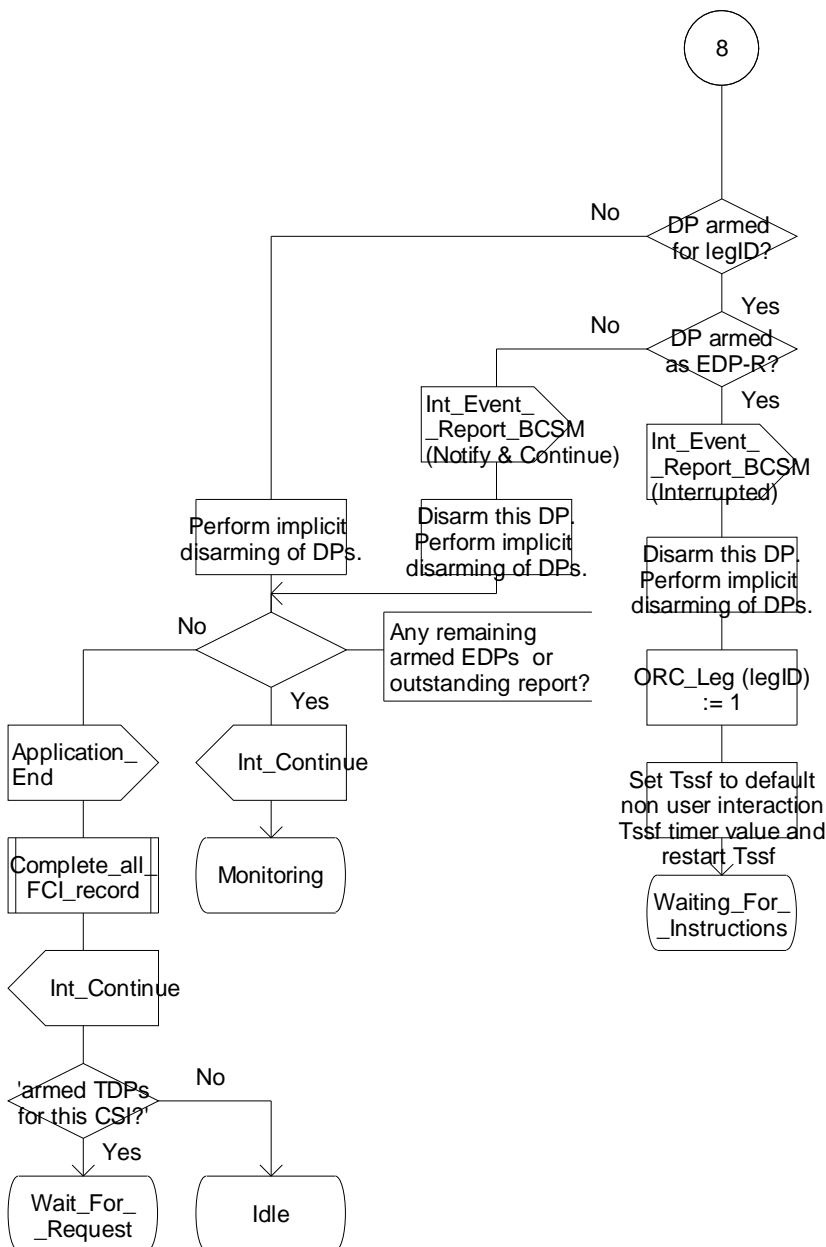 8
No
DP armed
for legID?
Yes
No
DP armed
as EDP-R?
Yes
Int_Event_
_Report_BCSM
(Notify & Continue)
Int_Event_
_Report_BCSM
(Interrupted)
Perform implicit
disarming of DPs.
Disarm this DP.
Perform implicit
disarming of DPs.
Disarm this DP.
Perform implicit
disarming of DPs.
No
Any remaining
armed EDPs or
outstanding report?
Yes
ORC_Leg (legID)
:= 1
Application_
End
Int_Continue
Set Tssf to default
non user interaction
Tssf timer value and
restart Tssf
Complete_all_
FCI_record
Monitoring
Waiting_For_
_Instructions
Int_Continue
'armed TDPs
for this CSI?'
No
Yes
Wait_For_
_Request
Idle